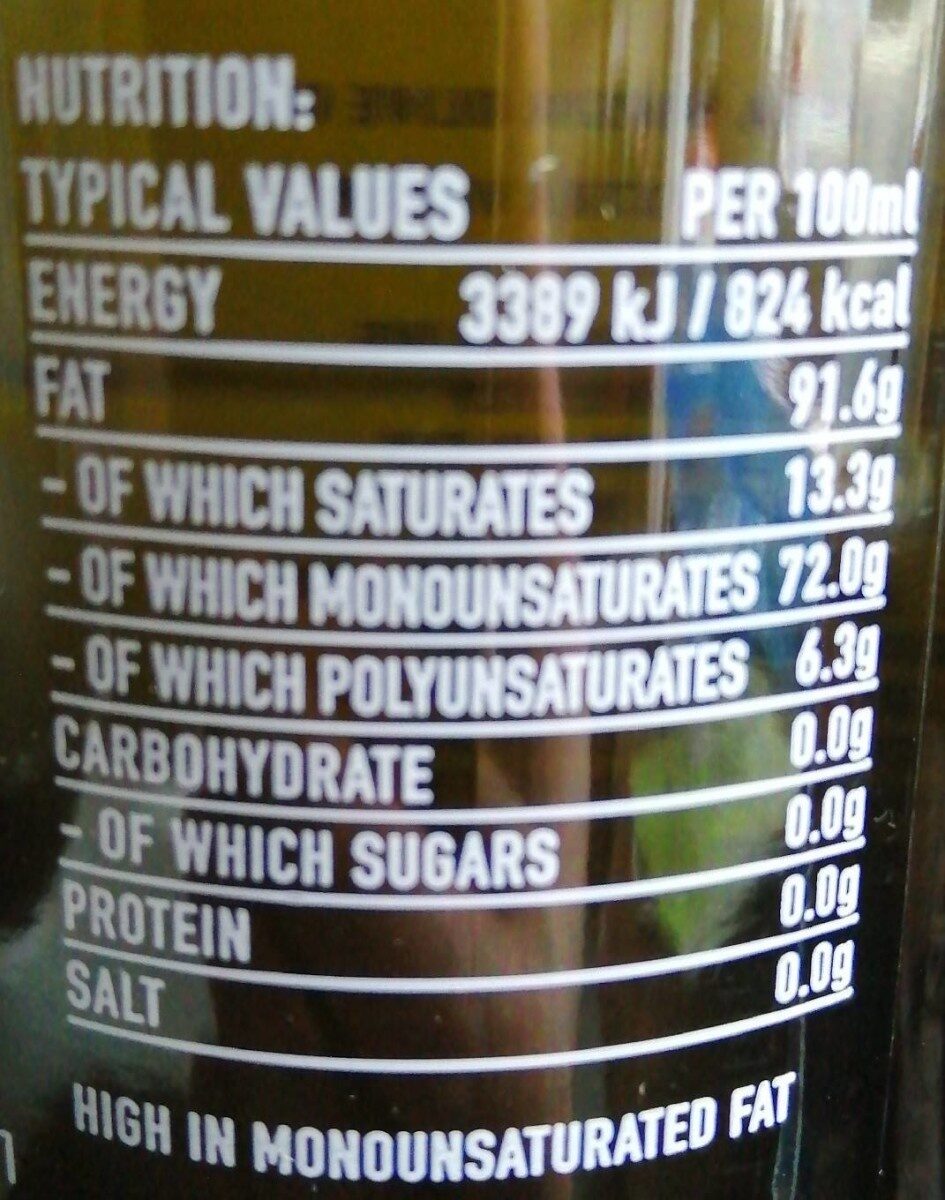 NUTRITION:
TYPICAL VALUES PER 100ml
ENERGY 3389 kJ / 824 kcal
FAT 91.6g
- OF WHICH SATURATES 13.3g
- OF WHICH MONOUNSATURATES 72.0g
- OF WHICH POLYUNSATURATES 6.3g
CARBOHYDRATE 0.0g
- OF WHICH SUGARS 0.0g
PROTEIN 0.0g
SALT 0.0g
HIGH IN MONOUNSATURATED FAT